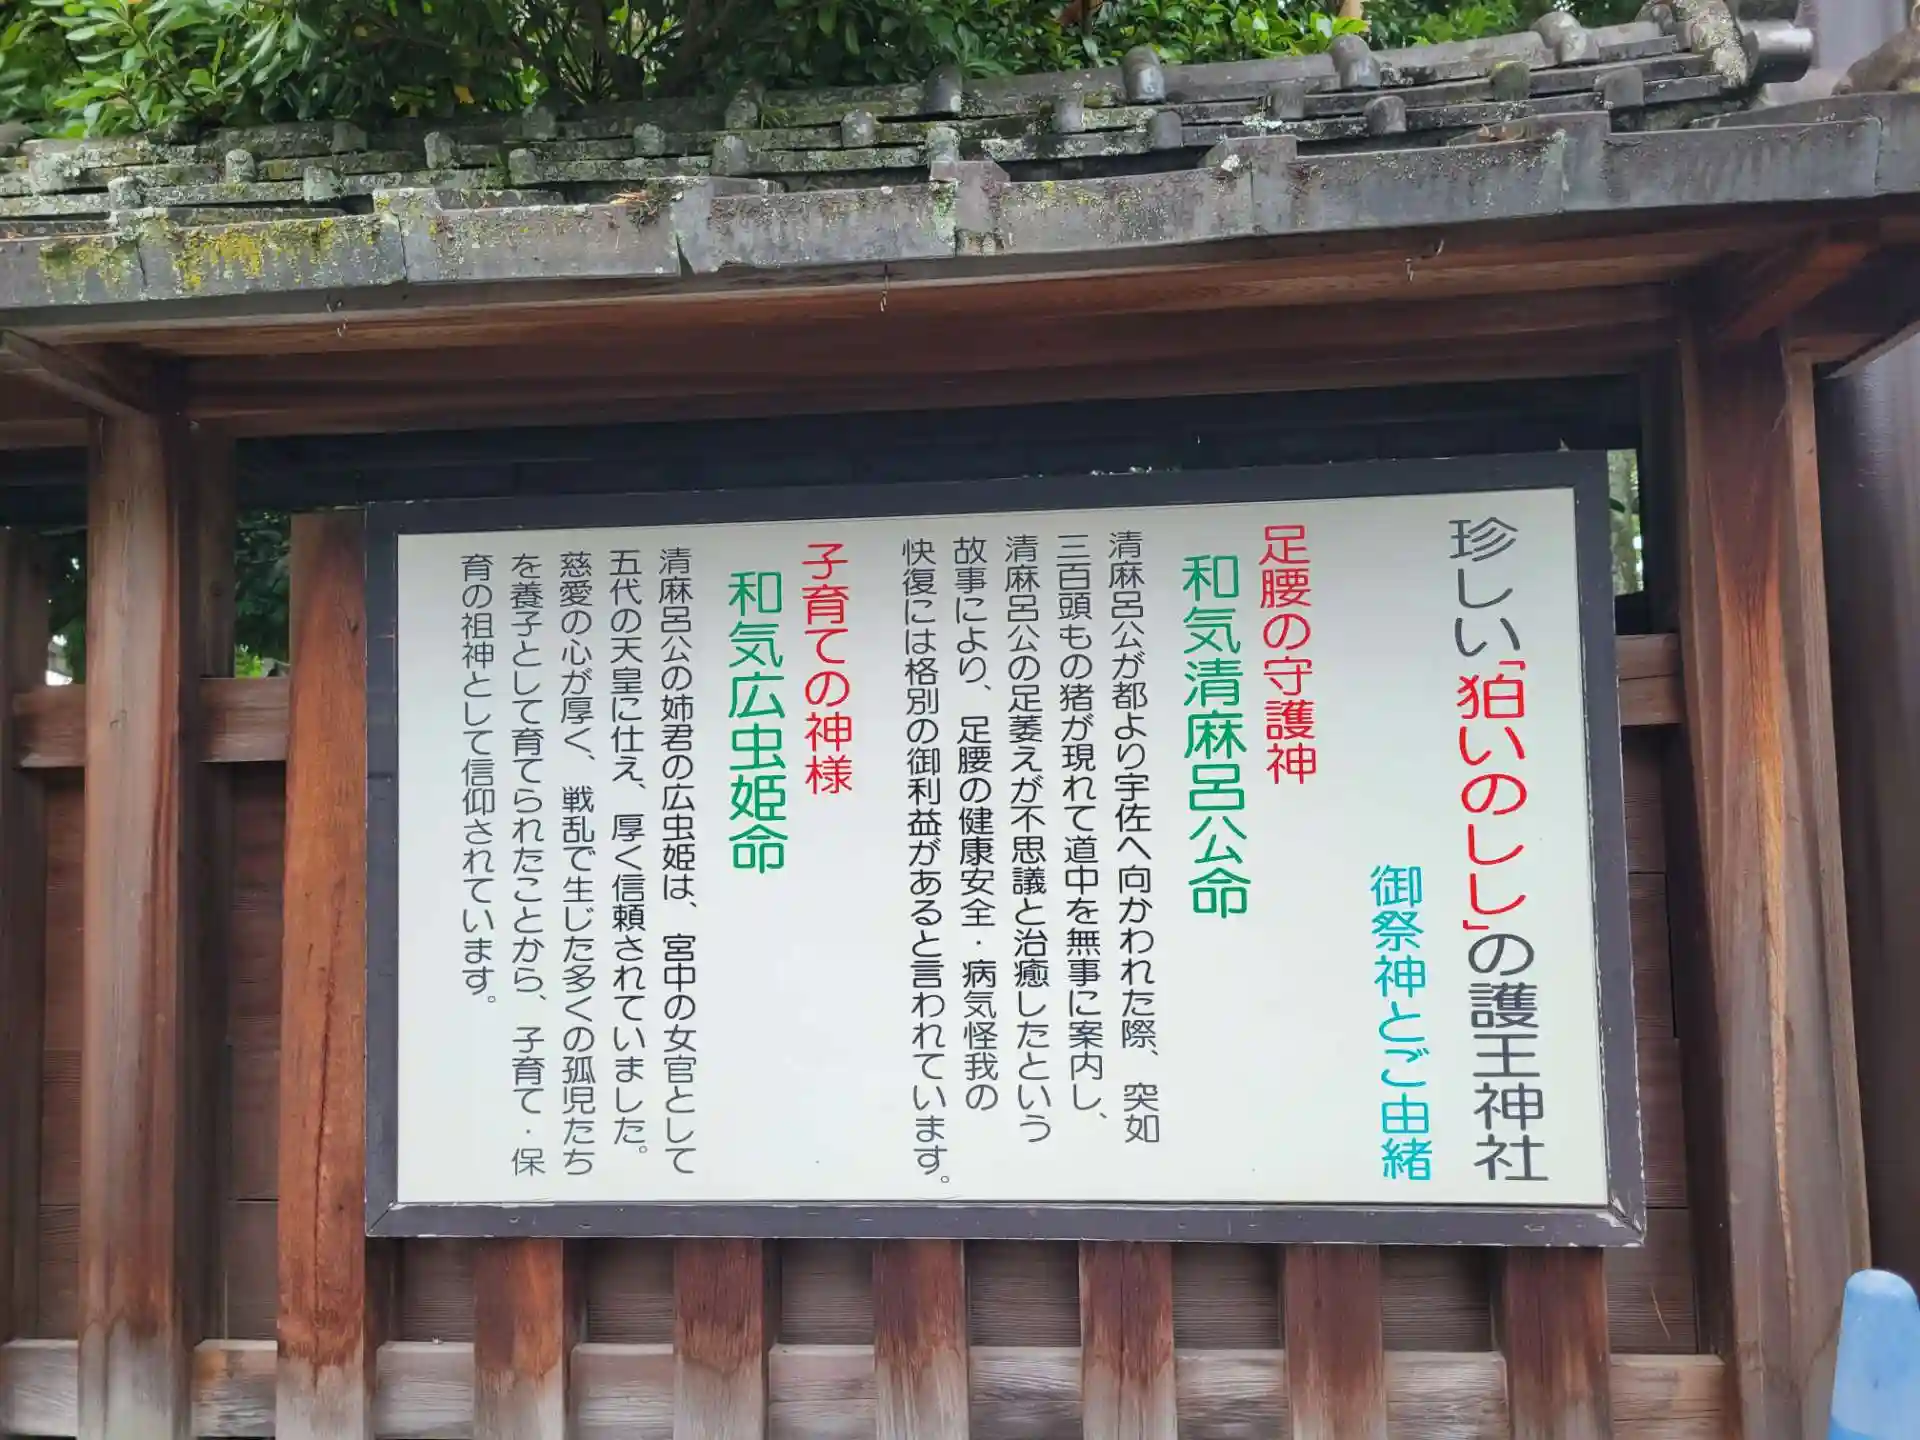 珍しい「狛いのしし」の護王神社
御祭神とご由緒
足腰の守護神
和気清麻呂公命
清麻呂公が都より宇佐へ向かわれた際、突如
三百頭もの猪が現れて道中を無事に案内し、
清麻呂公の足萎えが不思議と治癒したという
故事により、足腰の健康安全・病気怪我の
快復には格別の御利益があると言われています。
子育ての神様
和気広虫姫命
清麻呂公の姉君の広虫姫は、宮中の女官として
五代の天皇に仕え、厚く信頼されていました。
慈愛の心が厚く、戦乱で生じた多くの孤児たち
を養子として育てられたことから、子育て・保
育の祖神として信仰されています。